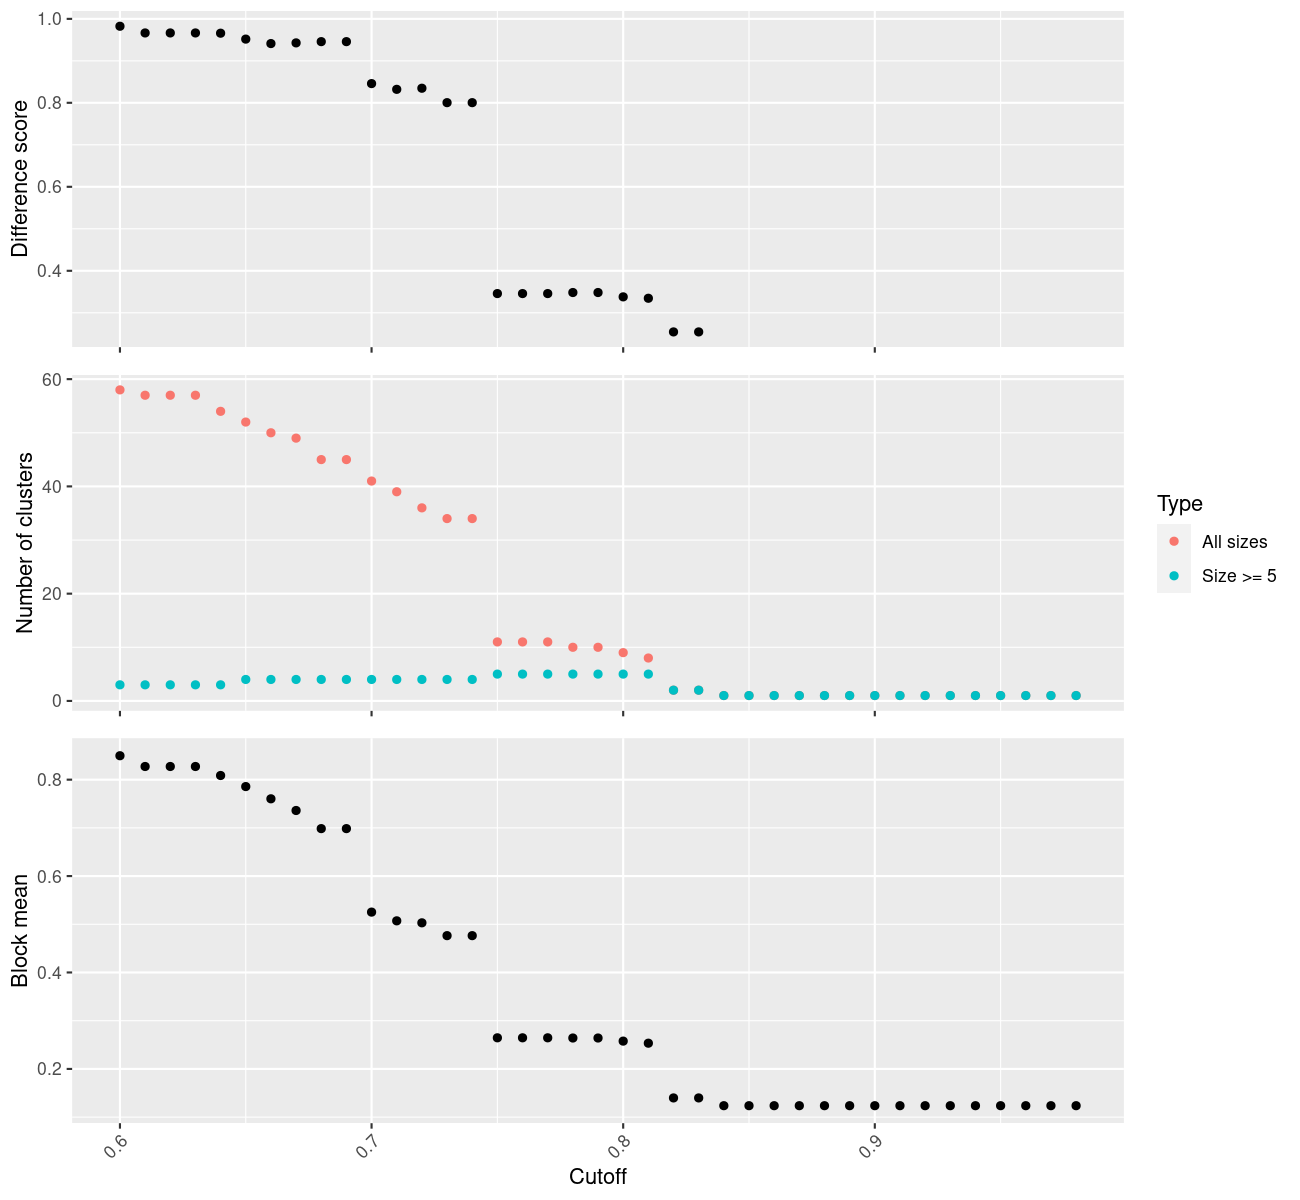 1.0
0.8
0.6
0.4
Difference score
60
40
20
0
Number of clusters
Type
All sizes
Size >= 5
0.8
0.6
0.4
0.2
Block mean
0.6
0.7
0.8
0.9
Cutoff